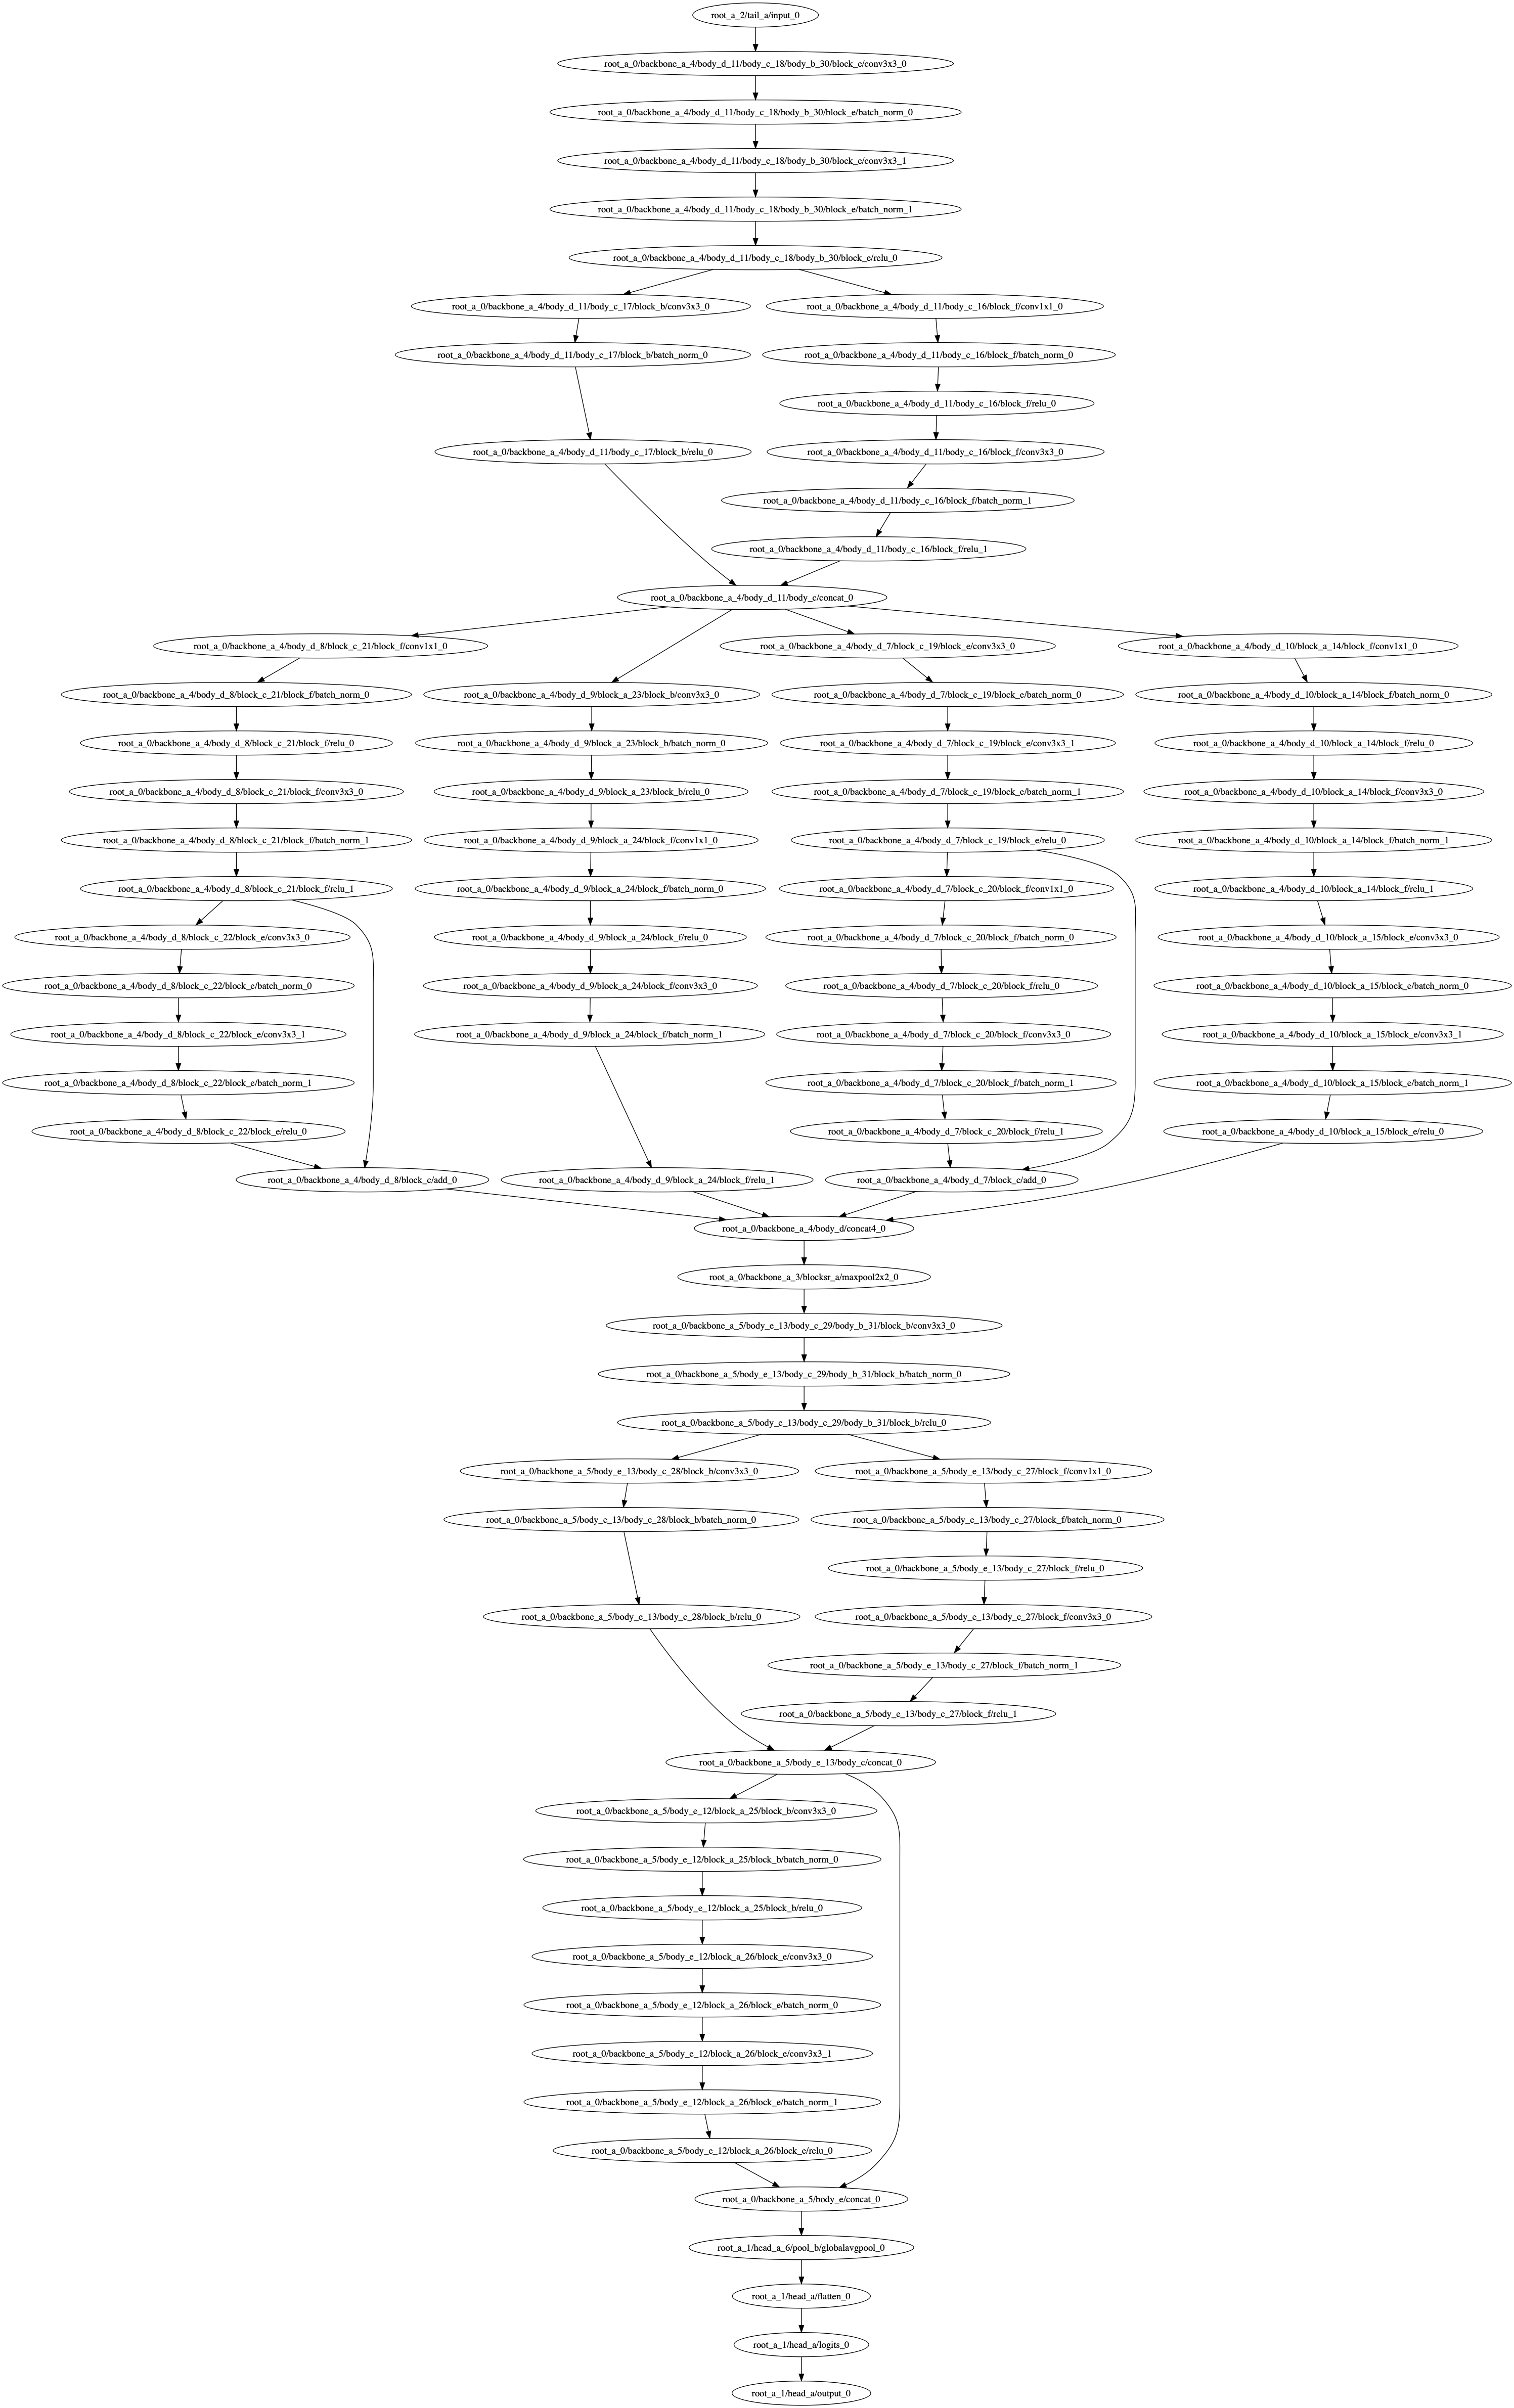 root_a_2/tail_a/input_0
root_a_0/backbone_a_4/body_d_11/body_c_18/body_b_30/block_e/conv3x3_0
root_a_0/backbone_a_4/body_d_11/body_c_18/body_b_30/block_e/batch_norm_0
root_a_0/backbone_a_4/body_d_11/body_c_18/body_b_30/block_e/conv3x3_1
root_a_0/backbone_a_4/body_d_11/body_c_18/body_b_30/block_e/batch_norm_1
root_a_0/backbone_a_4/body_d_11/body_c_18/body_b_30/block_e/relu_0
root_a_0/backbone_a_4/body_d_11/body_c_17/block_b/conv3x3_0
root_a_0/backbone_a_4/body_d_11/body_c_16/block_f/conv1x1_0
root_a_0/backbone_a_4/body_d_11/body_c_17/block_b/batch_norm_0
root_a_0/backbone_a_4/body_d_11/body_c_16/block_f/batch_norm_0
root_a_0/backbone_a_4/body_d_11/body_c_16/block_f/relu_0
root_a_0/backbone_a_4/body_d_11/body_c_17/block_b/relu_0
root_a_0/backbone_a_4/body_d_11/body_c_16/block_f/conv3x3_0
root_a_0/backbone_a_4/body_d_11/body_c_16/block_f/batch_norm_1
root_a_0/backbone_a_4/body_d_11/body_c_16/block_f/relu_1
root_a_0/backbone_a_4/body_d_11/body_c/concat_0
root_a_0/backbone_a_4/body_d_8/block_c_21/block_f/conv1x1_0
root_a_0/backbone_a_4/body_d_7/block_c_19/block_e/conv3x3_0
root_a_0/backbone_a_4/body_d_10/block_a_14/block_f/conv1x1_0
root_a_0/backbone_a_4/body_d_8/block_c_21/block_f/batch_norm_0
root_a_0/backbone_a_4/body_d_9/block_a_23/block_b/conv3x3_0
root_a_0/backbone_a_4/body_d_7/block_c_19/block_e/batch_norm_0
root_a_0/backbone_a_4/body_d_10/block_a_14/block_f/batch_norm_0
root_a_0/backbone_a_4/body_d_8/block_c_21/block_f/relu_0
root_a_0/backbone_a_4/body_d_9/block_a_23/block_b/batch_norm_0
root_a_0/backbone_a_4/body_d_7/block_c_19/block_e/conv3x3_1
root_a_0/backbone_a_4/body_d_10/block_a_14/block_f/relu_0
root_a_0/backbone_a_4/body_d_8/block_c_21/block_f/conv3x3_0
root_a_0/backbone_a_4/body_d_9/block_a_23/block_b/relu_0
root_a_0/backbone_a_4/body_d_7/block_c_19/block_e/batch_norm_1
root_a_0/backbone_a_4/body_d_10/block_a_14/block_f/conv3x3_0
root_a_0/backbone_a_4/body_d_8/block_c_21/block_f/batch_norm_1
root_a_0/backbone_a_4/body_d_9/block_a_24/block_f/conv1x1_0
root_a_0/backbone_a_4/body_d_7/block_c_19/block_e/relu_0
root_a_0/backbone_a_4/body_d_10/block_a_14/block_f/batch_norm_1
root_a_0/backbone_a_4/body_d_8/block_c_21/block_f/relu_1
root_a_0/backbone_a_4/body_d_9/block_a_24/block_f/batch_norm_0
root_a_0/backbone_a_4/body_d_7/block_c_20/block_f/conv1x1_0
root_a_0/backbone_a_4/body_d_10/block_a_14/block_f/relu_1
root_a_0/backbone_a_4/body_d_8/block_c_22/block_e/conv3x3_0
root_a_0/backbone_a_4/body_d_9/block_a_24/block_f/relu_0
root_a_0/backbone_a_4/body_d_7/block_c_20/block_f/batch_norm_0
root_a_0/backbone_a_4/body_d_10/block_a_15/block_e/conv3x3_0
root_a_0/backbone_a_4/body_d_8/block_c_22/block_e/batch_norm_0
root_a_0/backbone_a_4/body_d_9/block_a_24/block_f/conv3x3_0
root_a_0/backbone_a_4/body_d_7/block_c_20/block_f/relu_0
root_a_0/backbone_a_4/body_d_10/block_a_15/block_e/batch_norm_0
root_a_0/backbone_a_4/body_d_8/block_c_22/block_e/conv3x3_1
root_a_0/backbone_a_4/body_d_9/block_a_24/block_f/batch_norm_1
root_a_0/backbone_a_4/body_d_7/block_c_20/block_f/conv3x3_0
root_a_0/backbone_a_4/body_d_10/block_a_15/block_e/conv3x3_1
root_a_0/backbone_a_4/body_d_8/block_c_22/block_e/batch_norm_1
root_a_0/backbone_a_4/body_d_7/block_c_20/block_f/batch_norm_1
root_a_0/backbone_a_4/body_d_10/block_a_15/block_e/batch_norm_1
root_a_0/backbone_a_4/body_d_8/block_c_22/block_e/relu_0
root_a_0/backbone_a_4/body_d_7/block_c_20/block_f/relu_1
root_a_0/backbone_a_4/body_d_10/block_a_15/block_e/relu_0
root_a_0/backbone_a_4/body_d_8/block_c/add_0
root_a_0/backbone_a_4/body_d_9/block_a_24/block_f/relu_1
root_a_0/backbone_a_4/body_d_7/block_c/add_0
root_a_0/backbone_a_4/body_d/concat4_0
root_a_0/backbone_a_3/blocksr_a/maxpool2x2_0
root_a_0/backbone_a_5/body_e_13/body_c_29/body_b_31/block_b/conv3x3_0
root_a_0/backbone_a_5/body_e_13/body_c_29/body_b_31/block_b/batch_norm_0
root_a_0/backbone_a_5/body_e_13/body_c_29/body_b_31/block_b/relu_0
root_a_0/backbone_a_5/body_e_13/body_c_28/block_b/conv3x3_0
root_a_0/backbone_a_5/body_e_13/body_c_27/block_f/conv1x1_0
root_a_0/backbone_a_5/body_e_13/body_c_28/block_b/batch_norm_0
root_a_0/backbone_a_5/body_e_13/body_c_27/block_f/batch_norm_0
root_a_0/backbone_a_5/body_e_13/body_c_27/block_f/relu_0
root_a_0/backbone_a_5/body_e_13/body_c_28/block_b/relu_0
root_a_0/backbone_a_5/body_e_13/body_c_27/block_f/conv3x3_0
root_a_0/backbone_a_5/body_e_13/body_c_27/block_f/batch_norm_1
root_a_0/backbone_a_5/body_e_13/body_c_27/block_f/relu_1
root_a_0/backbone_a_5/body_e_13/body_c/concat_0
root_a_0/backbone_a_5/body_e_12/block_a_25/block_b/conv3x3_0
root_a_0/backbone_a_5/body_e_12/block_a_25/block_b/batch_norm_0
root_a_0/backbone_a_5/body_e_12/block_a_25/block_b/relu_0
root_a_0/backbone_a_5/body_e_12/block_a_26/block_e/conv3x3_0
root_a_0/backbone_a_5/body_e_12/block_a_26/block_e/batch_norm_0
root_a_0/backbone_a_5/body_e_12/block_a_26/block_e/conv3x3_1
root_a_0/backbone_a_5/body_e_12/block_a_26/block_e/batch_norm_1
root_a_0/backbone_a_5/body_e_12/block_a_26/block_e/relu_0
root_a_0/backbone_a_5/body_e/concat_0
root_a_1/head_a_6/pool_b/globalavgpool_0
root_a_1/head_a/flatten_0
root_a_1/head_a/logits_0
root_a_1/head_a/output_0